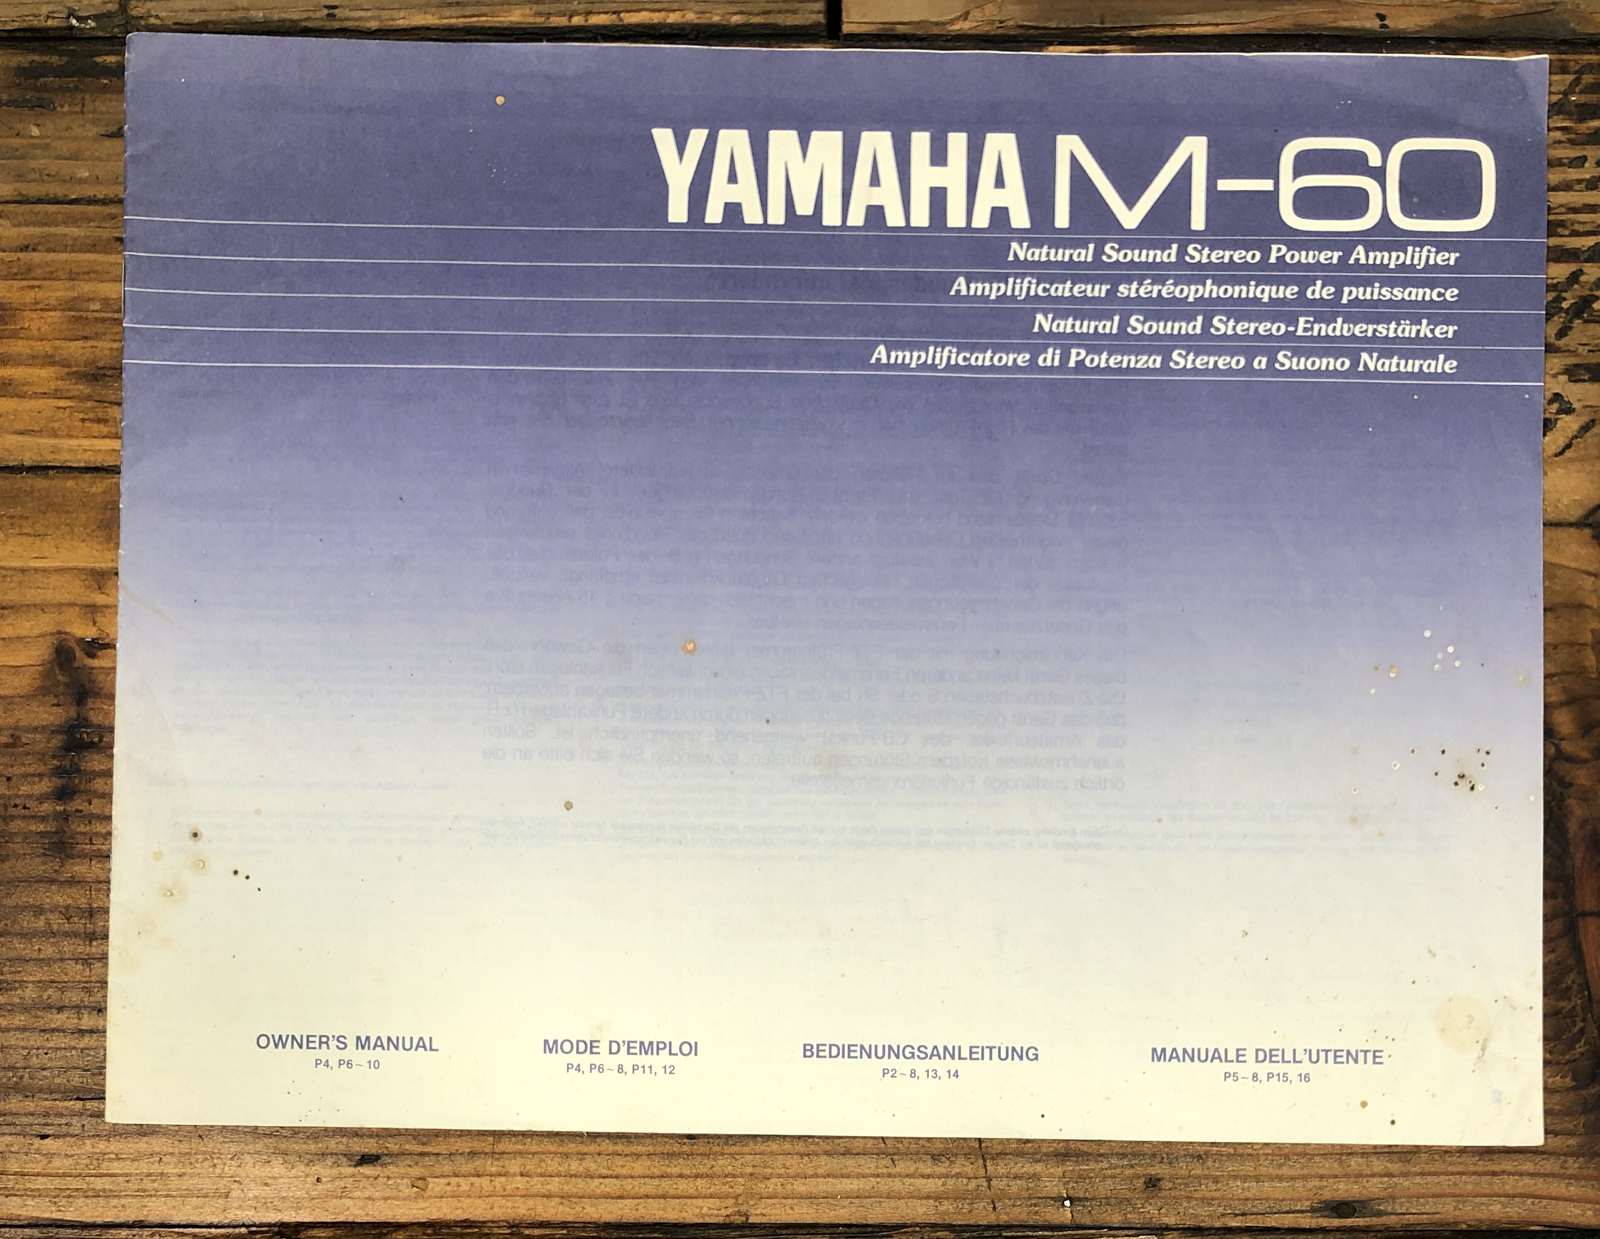 YAMAHA M-60
Natural Sound Stereo Power Amplifier
Amplificateur stéréophonique de puissance
Natural Sound Stereo-Endverstärker
Amplificatore di Potenza Stereo a Suono Naturale
OWNER'S MANUAL
P4, P6~10
MODE D'EMPLOI
P4, P6~8, P11, 12
BEDIENUNGSANLEITUNG
P2~8, 13, 14
MANUALE DELL'UTENTE
P5~8, P15, 16